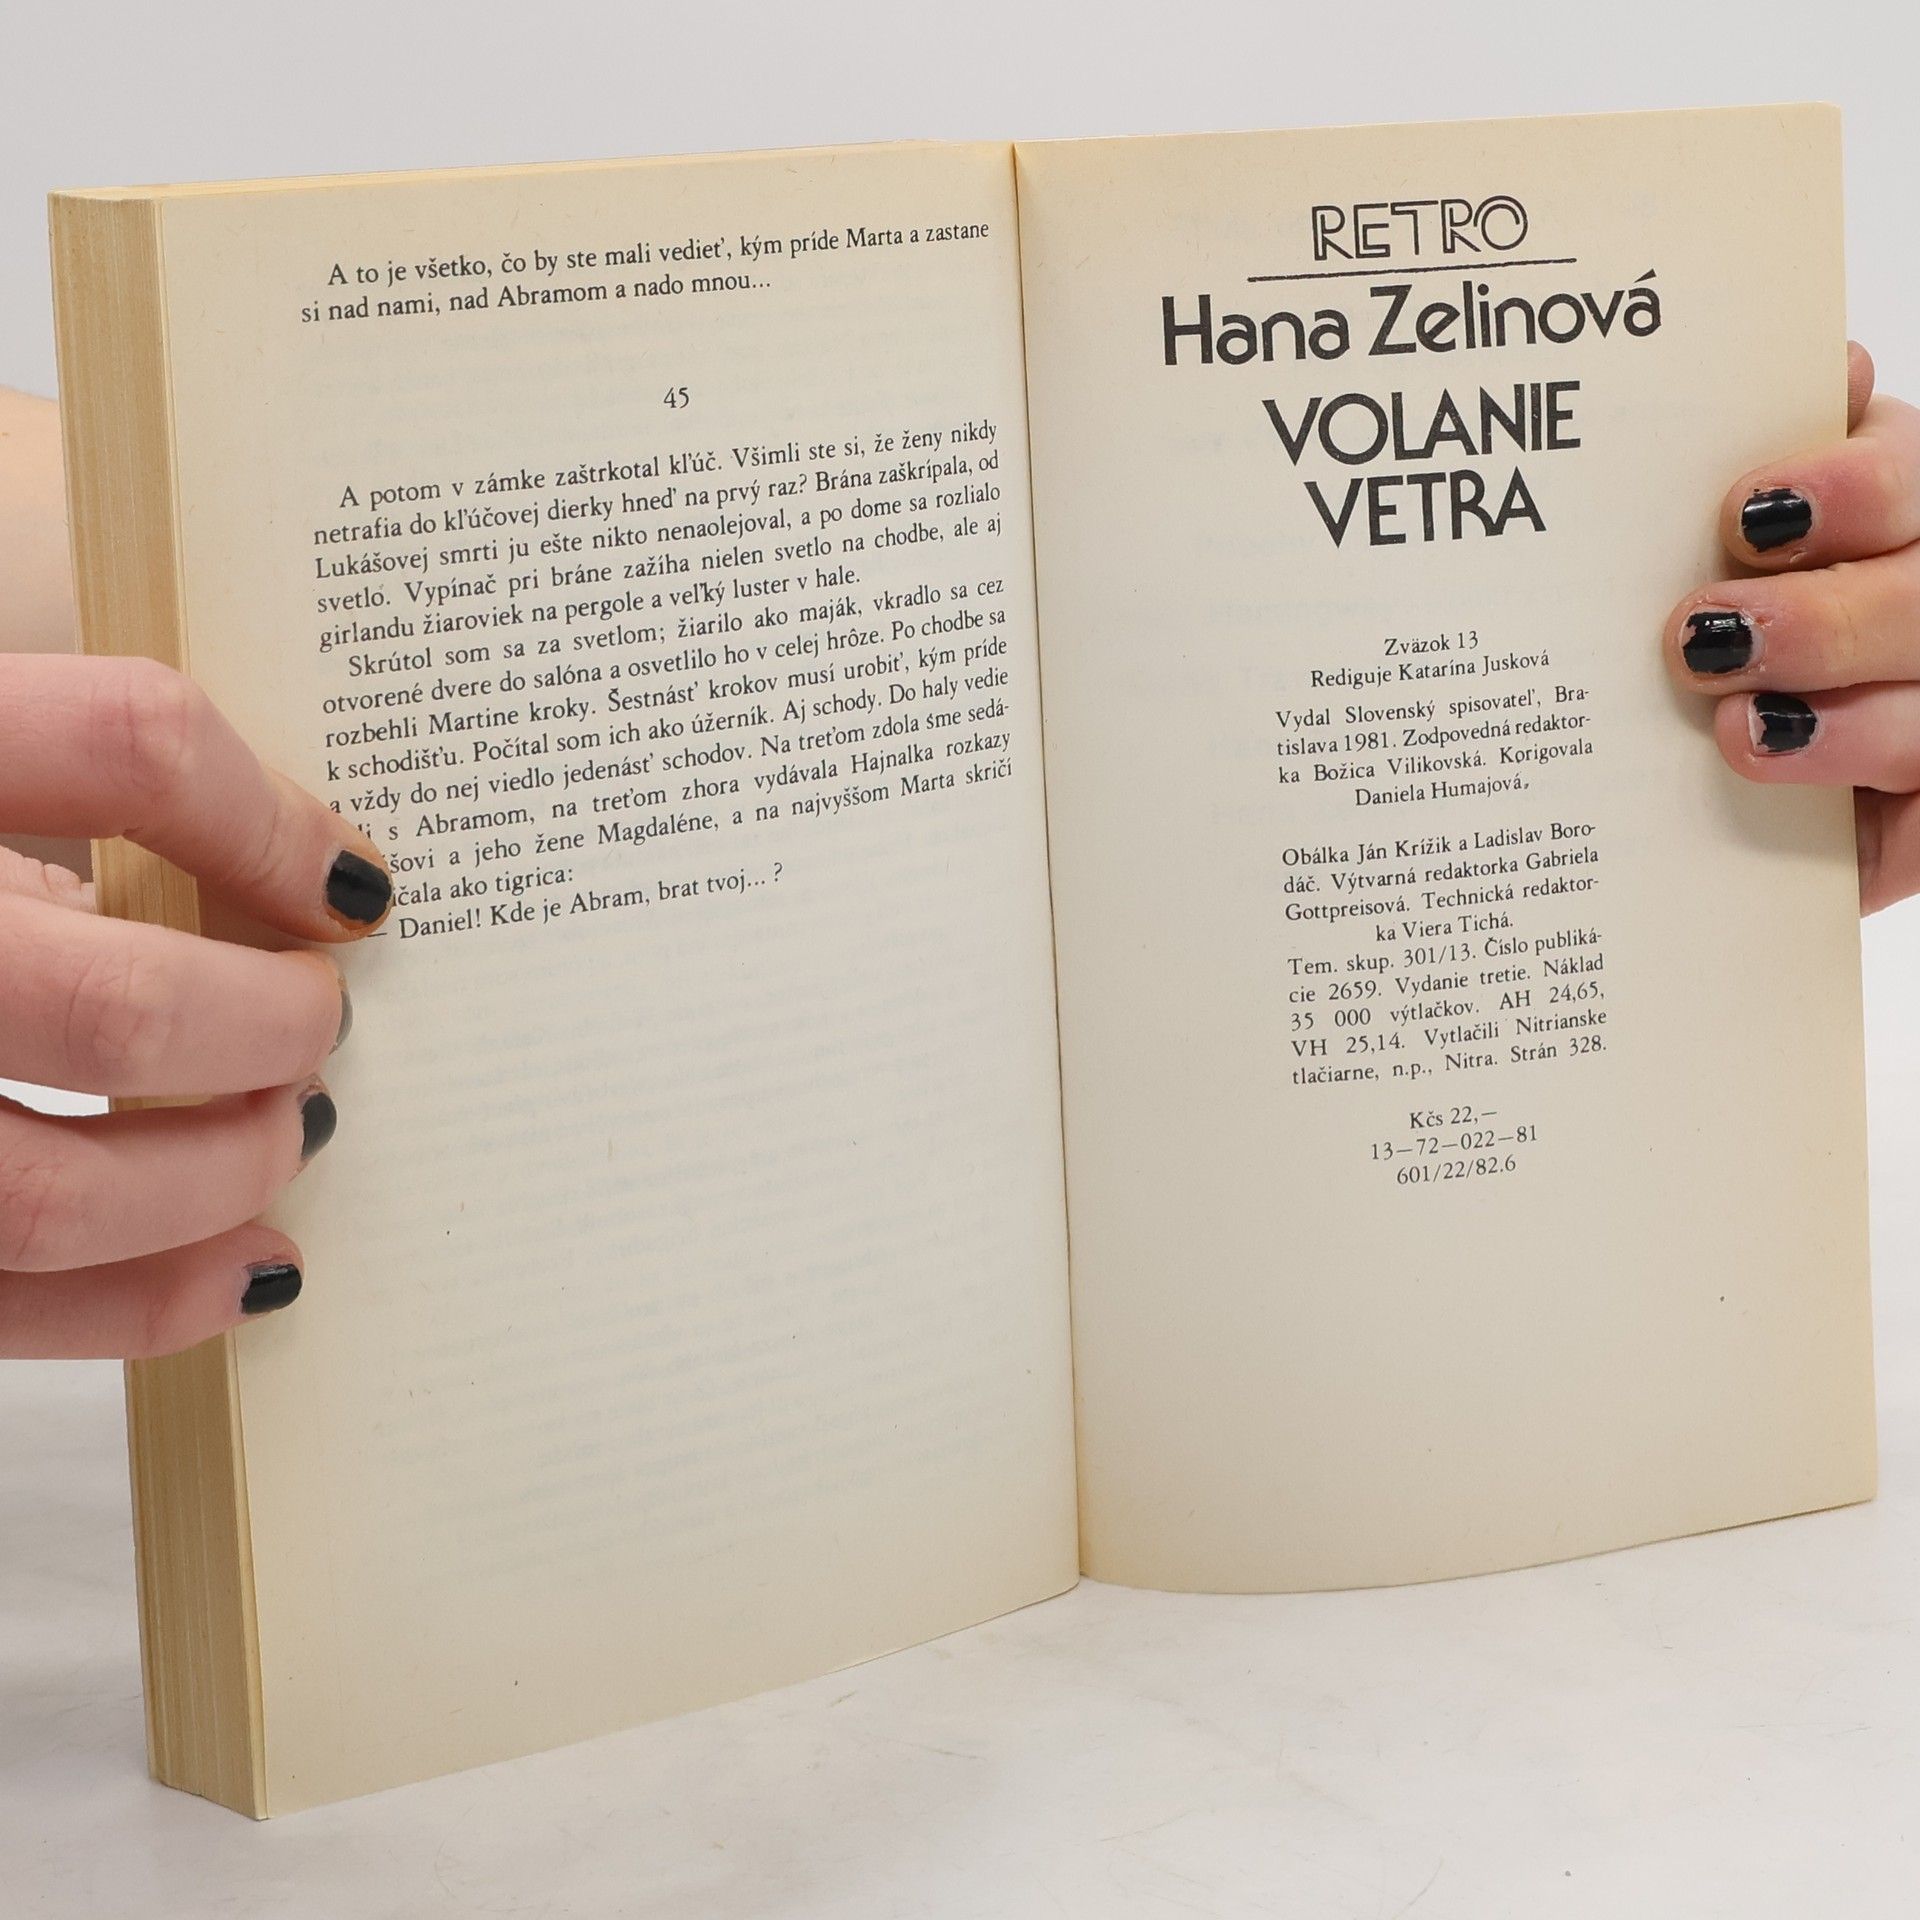 A to je všetko, čo by ste mali vedieť, kým príde Marta a zastane
si nad nami, nad Abramom a nado mnou...
45
A potom v zámke zaštrkotal kľúč. Všimli ste si, že ženy nikdy
netrafia do kľúčovej dierky hneď na prvý raz? Brána zaškrípala, od
Lukášovej smrti ju ešte nikto nenaolejoval, a po dome sa rozlialo
svetlo. Vypínač pri bráne zažíha nielen svetlo na chodbe, ale aj
girlandu žiaroviek na pergole a veľký luster v hale.
Skrútol som sa za svetlom; žiarilo ako maják, vkradlo sa cez
otvorené dvere do salóna a osvetlilo ho v celej hrôze. Po chodbe sa
rozbehli Martine kroky. Šestnásť krokov musí urobiť, kým príde
k schodišťu. Počítal som ich ako úžerník. Aj schody. Do haly vedie
a vždy do nej viedlo jedenásť schodov. Na treťom zdola sme sedá-
s Abramom, na treťom zhora vydávala Hajnalka rozkazy
a jeho žene Magdaléne, a na najvyššom Marta skričí
ako tigrica:
— Daniel! Kde je Abram, brat tvoj... ?
RETRO
Hana Zelinová
VOLANIE
VETRA
Zväzok 13
Rediguje Katarína Jusková
Vydal Slovenský spisovateľ, Bra-
tislava 1981. Zodpovedná redaktor-
ka Božica Vilikovská. Korigovala
Daniela Humajová,
Obálka Ján Krížik a Ladislav Boro-
dáč. Výtvarná redaktorka Gabriela
Gottpreisová. Technická redaktor-
ka Viera Tichá.
Tem. skup. 301/13. Číslo publiká-
cie 2659. Vydanie tretie. Náklad
35 000 výtlačkov. AH 24,65,
VH 25,14. Vytlačili Nitrianske
tlačiarne, n.p., Nitra. Strán 328.
Kčs 22,—
13—72—022—81
601/22/82.6